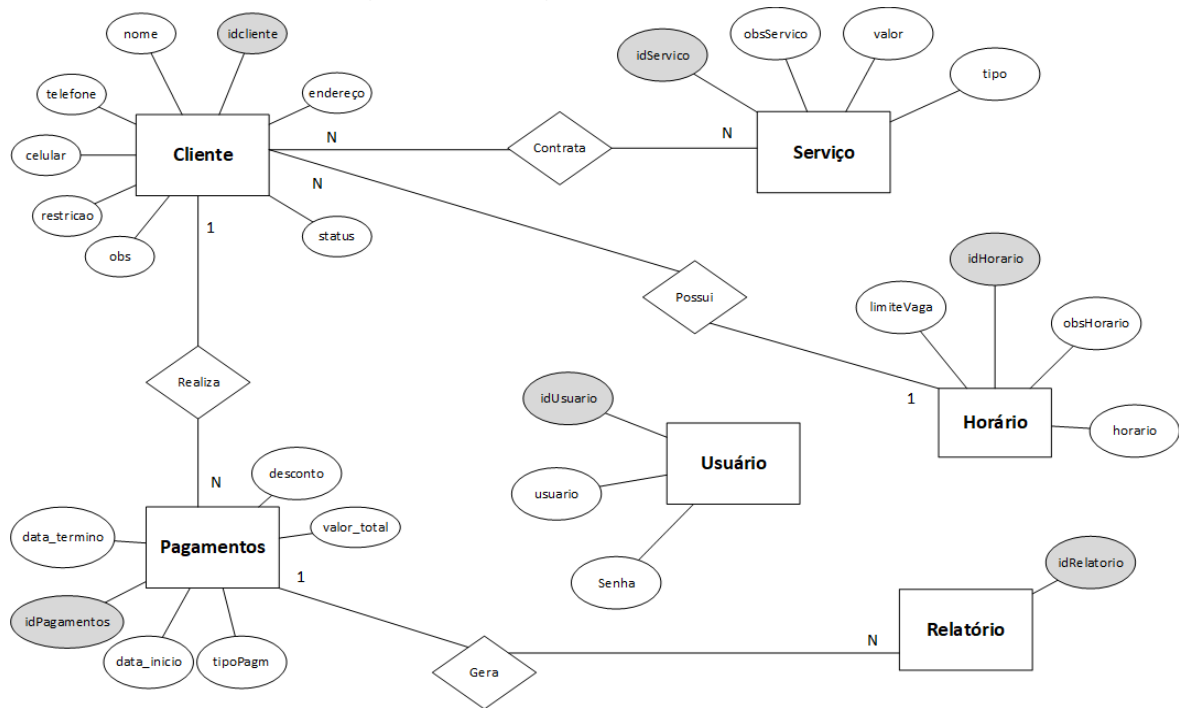 nome
idcliente
telefone
endereço
celular
Cliente
restricao
obs
status
N
N
1
Contrata
N
idServico
obsServico
valor
tipo
Serviço
Possui
1
idHorario
limiteVaga
obsHorario
horario
Horário
Realiza
N
desconto
data_termino
valor_total
Pagamentos
idPagamentos
data_inicio
tipoPagm
1
idUsuario
usuario
Senha
Usuário
Gera
N
idRelatorio
Relatório